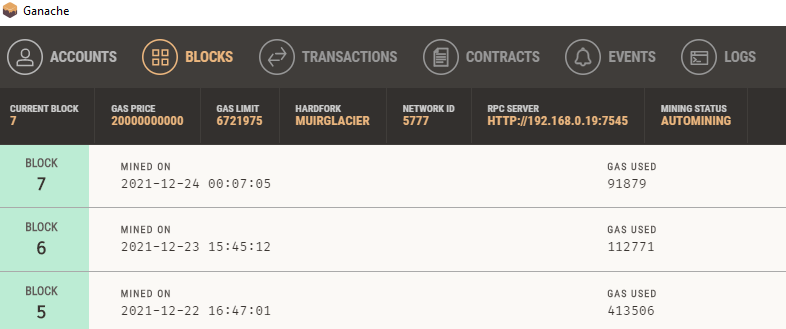 Ganache
ACCOUNTS BLOCKS TRANSACTIONS CONTRACTS EVENTS LOGS
CURRENT BLOCK GAS PRICE GAS LIMIT HARDFORK NETWORK ID RPC SERVER MINING STATUS
7 20000000000 6721975 MUIRGLACIER 5777 HTTP://192.168.0.19:7545 AUTOMINING
BLOCK MINED ON GAS USED
7 2021-12-24 00:07:05 91879
BLOCK MINED ON GAS USED
6 2021-12-23 15:45:12 112771
BLOCK MINED ON GAS USED
5 2021-12-22 16:47:01 413506